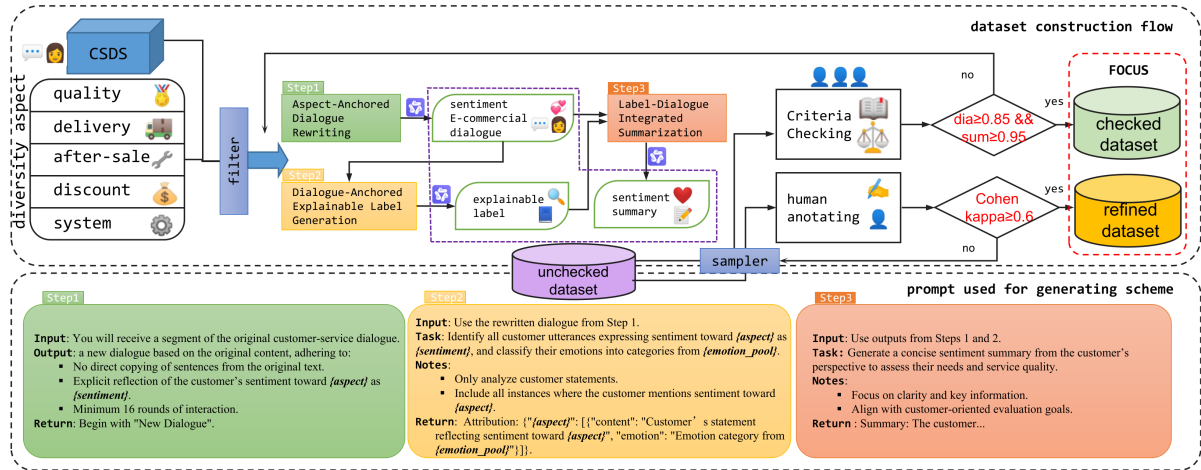 dataset construction flow
diversity aspect
CSDS
quality
delivery
after-sale
discount
system
filter
Step1
Aspect-Anchored
Dialogue
Rewriting
sentiment
E-commercial
dialogue
Step2
Dialogue-Anchored
Explainable Label
Generation
explainable
label
Step3
Label-Dialogue
Integrated
Summarization
sentiment
summary
unchecked
dataset
sampler
Criteria
Checking
human
anotating
no
dia≥0.85 &&
sum≥0.95
yes
Cohen
kappa≥0.6
yes
no
FOCUS
checked
dataset
refined
dataset
prompt used for generating scheme
Step1
Input: You will receive a segment of the original customer-service dialogue.
Output: a new dialogue based on the original content, adhering to:
▪ No direct copying of sentences from the original text.
▪ Explicit reflection of the customer's sentiment toward {aspect} as
{sentiment}.
▪ Minimum 16 rounds of interaction.
Return: Begin with "New Dialogue".
Step2
Input: Use the rewritten dialogue from Step 1.
Task: Identify all customer utterances expressing sentiment toward {aspect} as
{sentiment}, and classify their emotions into categories from {emotion_pool}.
Notes:
▪ Only analyze customer statements.
▪ Include all instances where the customer mentions sentiment toward
{aspect}.
Return: Attribution: {"{aspect}": [{"content": "Customer's statement
reflecting sentiment toward {aspect}", "emotion": "Emotion category from
{emotion_pool}"}]}.
Step3
Input: Use outputs from Steps 1 and 2.
Task: Generate a concise sentiment summary from the customer's
perspective to assess their needs and service quality.
Notes:
▪ Focus on clarity and key information.
▪ Align with customer-oriented evaluation goals.
Return : Summary: The customer...